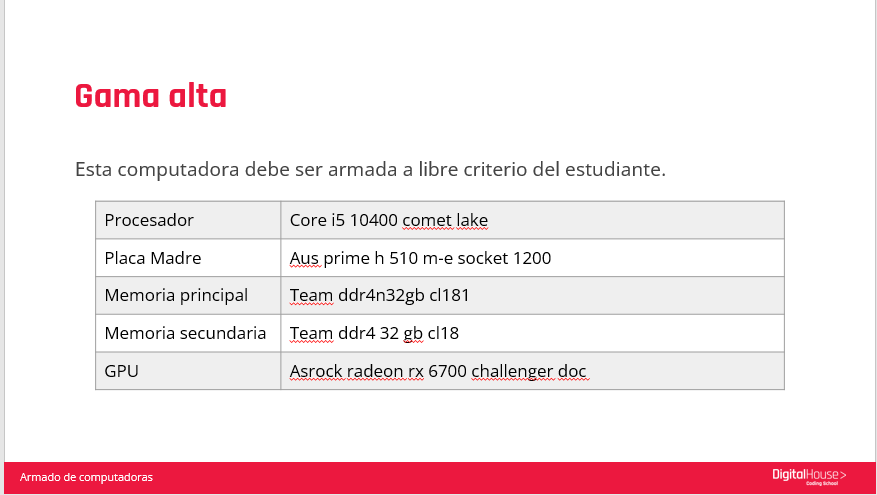 Gama alta
Esta computadora debe ser armada a libre criterio del estudiante.
Procesador Core i5 10400 comet lake
Placa Madre Aus prime h 510 m-e socket 1200
Memoria principal Team ddr4n32gb cl181
Memoria secundaria Team ddr4 32 gb cl18
GPU Asrock radeon rx 6700 challenger doc
Armado de computadoras
DigitalHouse>
Coding School